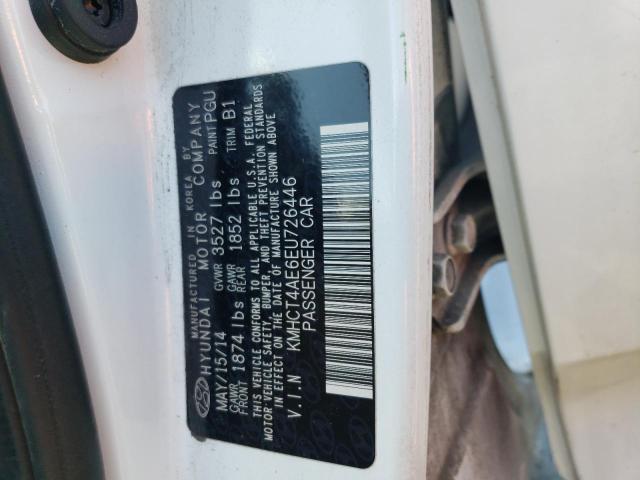 MANUFACTURED IN KOREA BY
HYUNDAI MOTOR COMPANY
MAY/15/14 GVWR 3527 lbs PAINT PGU
GAWR FRONT 1874 lbs GAWR REAR 1852 lbs TRIM B1
THIS VEHICLE CONFORMS TO ALL APPLICABLE U.S.A. FEDERAL
MOTOR VEHICLE SAFETY, BUMPER, AND THEFT PREVENTION STANDARDS
IN EFFECT ON THE DATE OF MANUFACTURE SHOWN ABOVE
V.I.N KMHCT4AE6EU726446
PASSENGER CAR